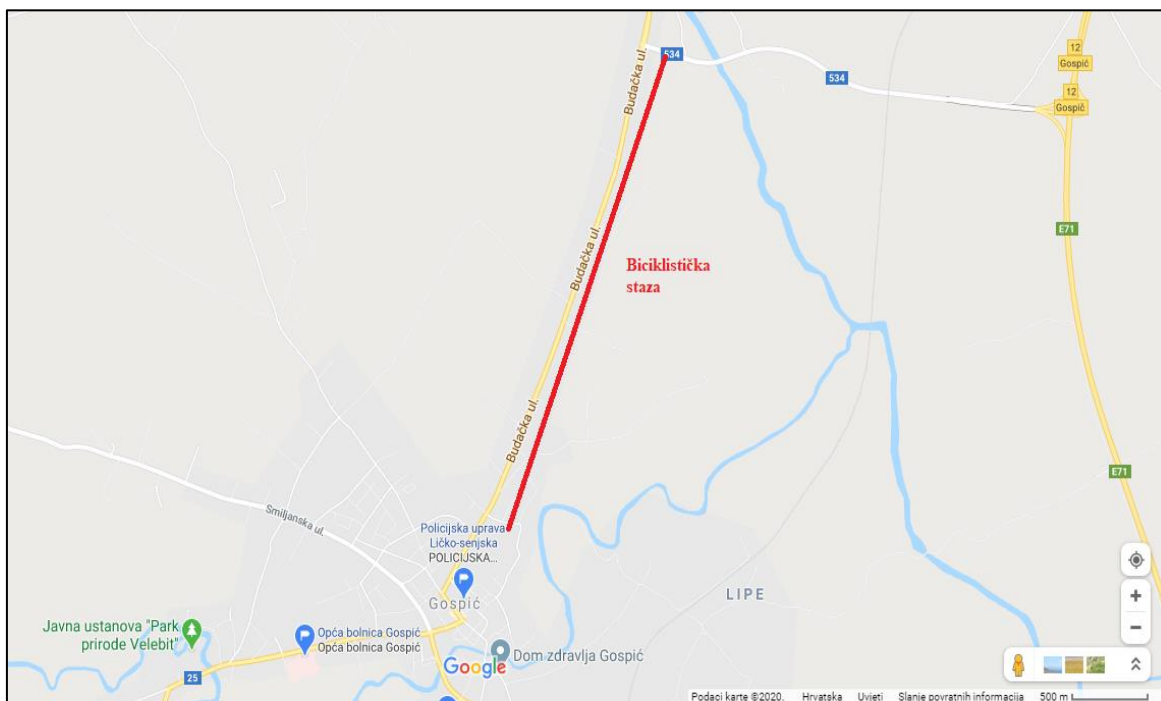 534
12
Gospić
Budačka ul.
534
12
Gospić
E71
Budačka ul.
Biciklistička
staza
Budačka ul.
E71
Smiljanska ul.
Policijska uprava
Ličko-senjska
POLICIJSKA...
Gospić
LIPE
Javna ustanova "Park
prirode Velebit"
Opća bolnica Gospić
Opća bolnica Gospić
Dom zdravlja Gospić
Google
25
Podaci karte ©2020. Hrvatska Uvjeti Slanje povratnih informacija 500 m